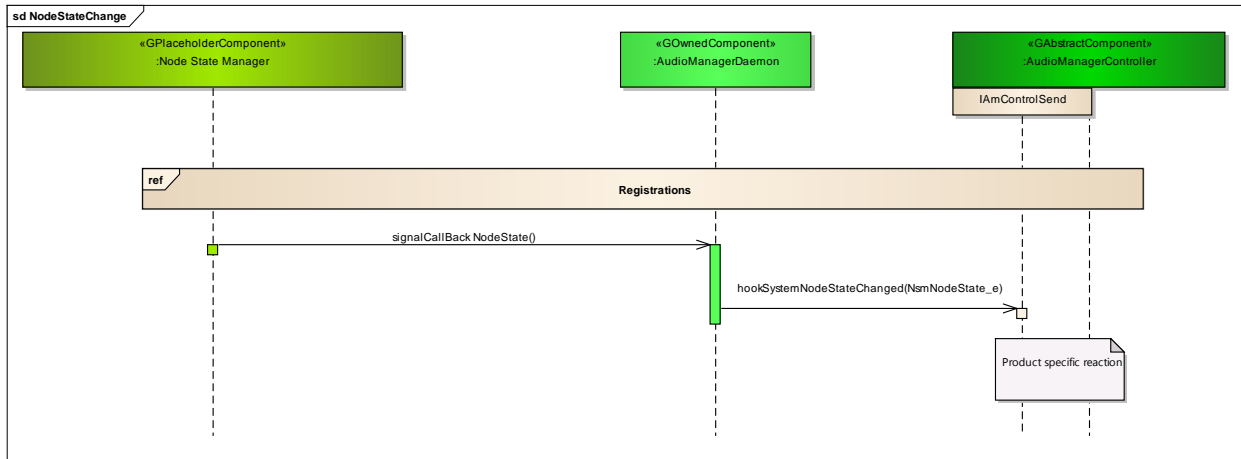 sd NodeStateChange
«GPlaceholderComponent»
:Node State Manager
«GOwnedComponent»
:AudioManagerDaemon
«GAbstractComponent»
:AudioManagerController
IAmControlSend
ref
Registrations
signalCallBack NodeState()
hookSystemNodeStateChanged(NsmNodeState_e)
Product specific reaction